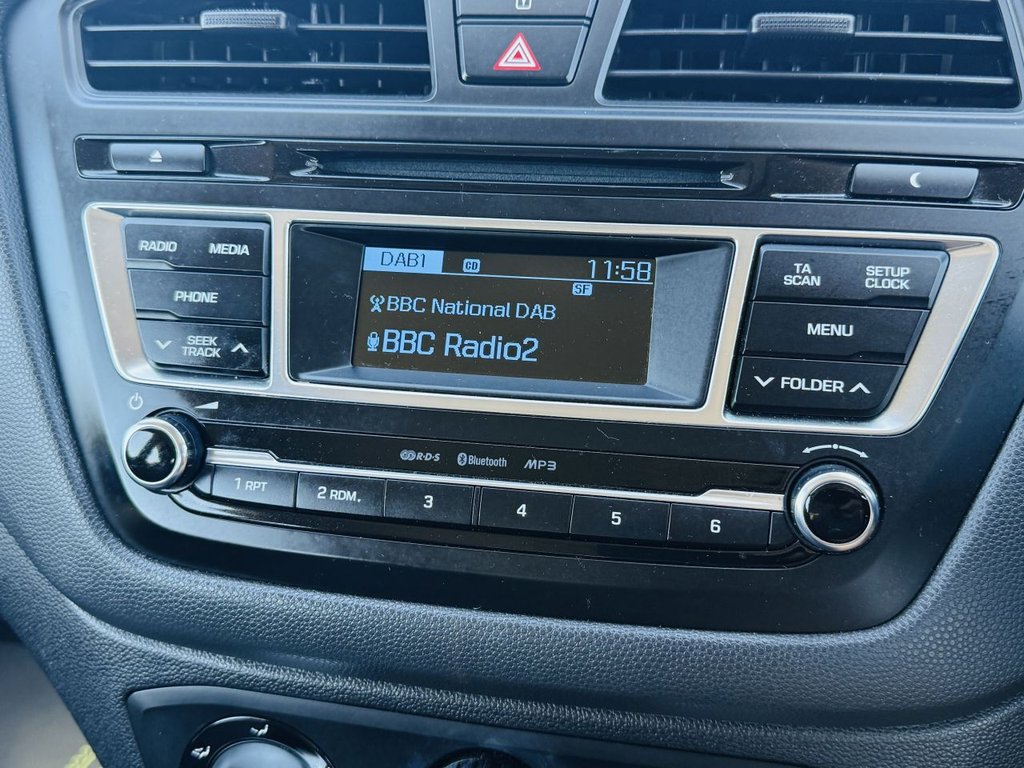 RADIO MEDIA
PHONE
SEEK
TRACK
DAB1 CD 11:58
SF
BBC National DAB
BBC Radio2
TA
SCAN
SETUP
CLOCK
MENU
FOLDER
R·D·S Bluetooth MP3
1 RPT 2 RDM. 3 4 5 6